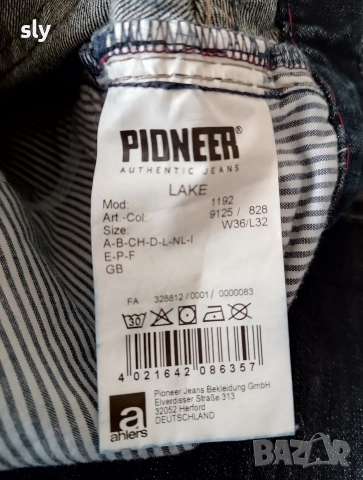 sly
PIONEER®
AUTHENTIC JEANS
LAKE
Mod: 1192
Art.-Col: 9125 / 828
Size: W36/L32
A-B-CH-D-L-NL-I
E-P-F
GB
FA 328812 / 0001 / 0000083
30
4 021642 086357
Pioneer Jeans Bekleidung GmbH
Elverdisser Straße 313
32052 Herford
DEUTSCHLAND
a
ahlers
BAZAR